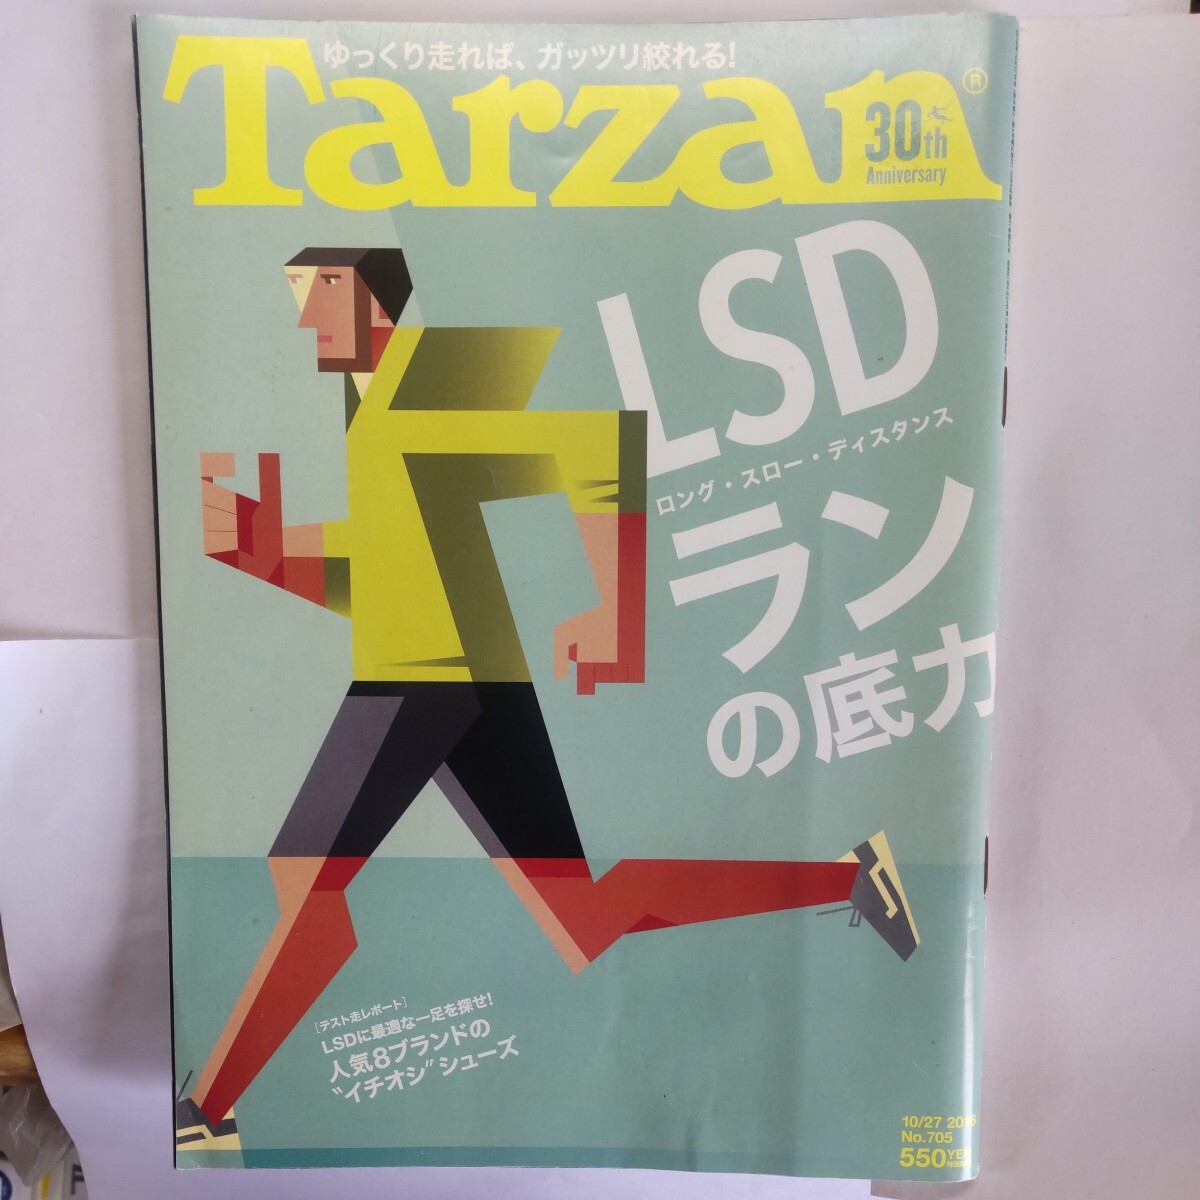 ゆっくり走れば、ガッツリ絞れる!
Tarzan®
30th
Anniversary
LSD
ロング・スロー・ディスタンス
ラン
の底力
[テスト走レポート]
LSDに最適な一足を探せ!
人気8ブランドの
"イチオシ"シューズ
10/27 2016
No.705
550YEN